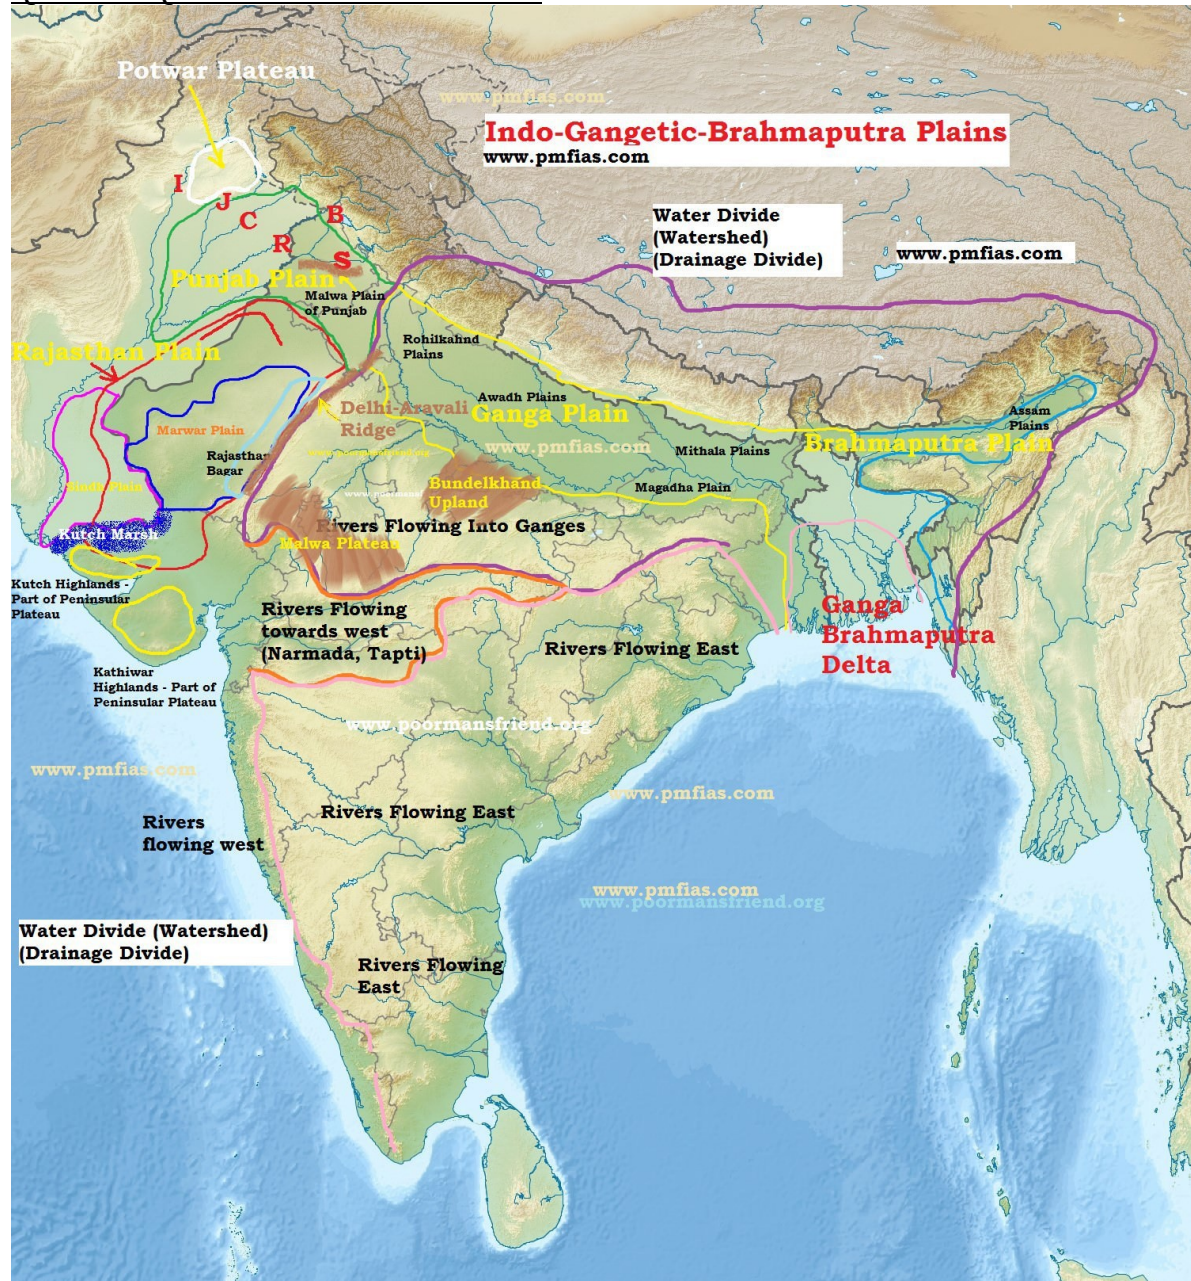 Potwar Plateau
www.pmfias.com
Indo-Gangetic-Brahmaputra Plains
www.pmfias.com
I
J
C
B
R
S
Water Divide
(Watershed)
(Drainage Divide)
www.pmfias.com
Punjab Plain
Malwa Plain
of Punjab
Rohilkahnd
Plains
Rajasthan Plain
Awadh Plains
Delhi-Aravali
Ridge
Ganga Plain
Assam
Plains
Marwar Plain
www.poormansfriend.org
www.pmfias.com
Brahmaputra Plain
Rajasthan
Bagar
Mithala Plains
Sindh Plain
Bundelkhand
Upland
Magadha Plain
Rivers Flowing Into Ganges
Kutch Marsh
Malwa Plateau
Kutch Highlands -
Part of Peninsular
Plateau
Rivers Flowing
towards west
(Narmada, Tapti)
Ganga
Brahmaputra
Delta
Rivers Flowing East
Kathiwar
Highlands - Part of
Peninsular Plateau
www.poormansfriend.org
www.pmfias.com
www.pmfias.com
Rivers Flowing East
Rivers
flowing west
www.pmfias.com
www.poormansfriend.org
Water Divide (Watershed)
(Drainage Divide)
Rivers Flowing
East